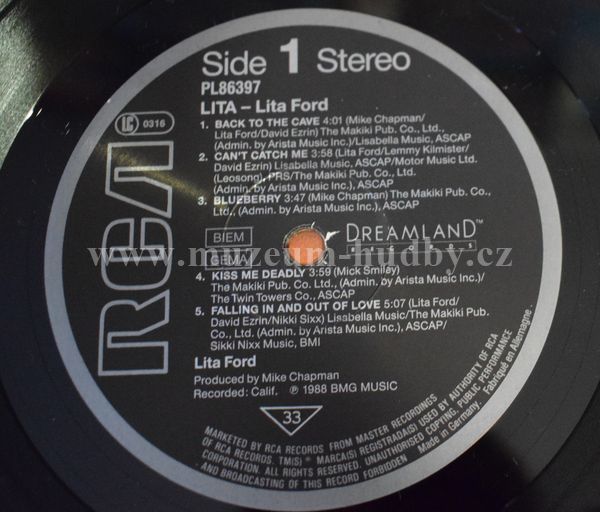 Side 1 Stereo
PL86397
LITA – Lita Ford
LC 0316
RCA
1. BACK TO THE CAVE 4:01 (Mike Chapman/
Lita Ford/David Ezrin) The Makiki Pub. Co., Ltd.,
(Admin. by Arista Music Inc.)/Lisabella Music, ASCAP
2. CAN'T CATCH ME 3:58 (Lita Ford/Lemmy Kilmister/
David Ezrin) Lisabella Music, ASCAP/Motor Music Ltd.
(Leosong), PRS/The Makiki Pub. Co., Ltd.
(Admin. by Arista Music Inc.), ASCAP
3. BLUEBERRY 3:47 (Mike Chapman) The Makiki Pub. Co.,
Ltd., (Admin. by Arista Music Inc.), ASCAP
BIEM
GEMA
DREAMLAND™
www.muzeum-hudby.cz
4. KISS ME DEADLY 3:59 (Mick Smiley)
The Makiki Pub. Co. Ltd., (Admin. by Arista Music Inc.)/
The Twin Towers Co., ASCAP
5. FALLING IN AND OUT OF LOVE 5:07 (Lita Ford/
David Ezrin/Nikki Sixx) Lisabella Music/The Makiki Pub.
Co., Ltd. (Admin. by Arista Music Inc.), ASCAP/
Sikki Nixx Music, BMI
Lita Ford
Produced by Mike Chapman
Recorded: Calif. ℗ 1988 BMG MUSIC
33
MARKETED BY RCA RECORDS FROM MASTER RECORDINGS
OF RCA RECORDS. TM(S) ® MARCA(S) REGISTRADA(S) USED BY AUTHORITY OF RCA
CORPORATION. ALL RIGHTS RESERVED. UNAUTHORISED COPYING, PUBLIC PERFORMANCE
AND BROADCASTING OF THIS RECORD FORBIDDEN · Made in Germany. Fabriqué en Allemagne.